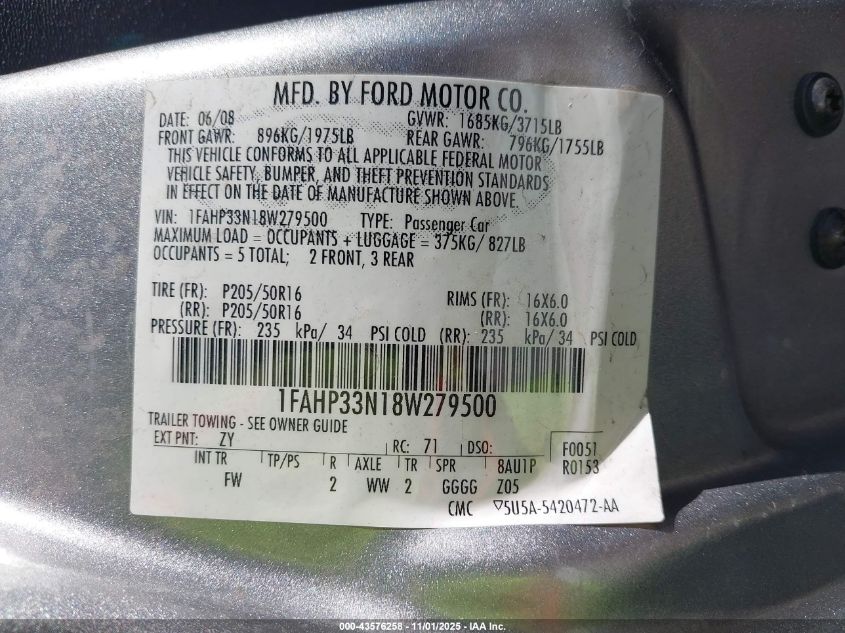 MFD. BY FORD MOTOR CO.
DATE: 06/08 GVWR: 1685KG/3715LB
FRONT GAWR: 896KG/1975LB REAR GAWR: 796KG/1755LB
THIS VEHICLE CONFORMS TO ALL APPLICABLE FEDERAL MOTOR
VEHICLE SAFETY, BUMPER, AND THEFT PREVENTION STANDARDS
IN EFFECT ON THE DATE OF MANUFACTURE SHOWN ABOVE.
VIN: 1FAHP33N18W279500 TYPE: Passenger Car
MAXIMUM LOAD = OCCUPANTS + LUGGAGE = 375KG/ 827LB
OCCUPANTS = 5 TOTAL; 2 FRONT, 3 REAR
TIRE (FR): P205/50R16 RIMS (FR): 16X6.0
(RR): P205/50R16 (RR): 16X6.0
PRESSURE (FR): 235 kPa/ 34 PSI COLD (RR): 235 kPa/ 34 PSI COLD
1FAHP33N18W279500
TRAILER TOWING - SEE OWNER GUIDE
EXT PNT: ZY RC: 71 DSO: F0051
INT TR TP/PS R AXLE TR SPR 8AU1P R0153
FW 2 WW 2 GGGG Z05
CMC ▽5U5A-5420472-AA
000-43576258 - 11/01/2025 - IAA Inc.